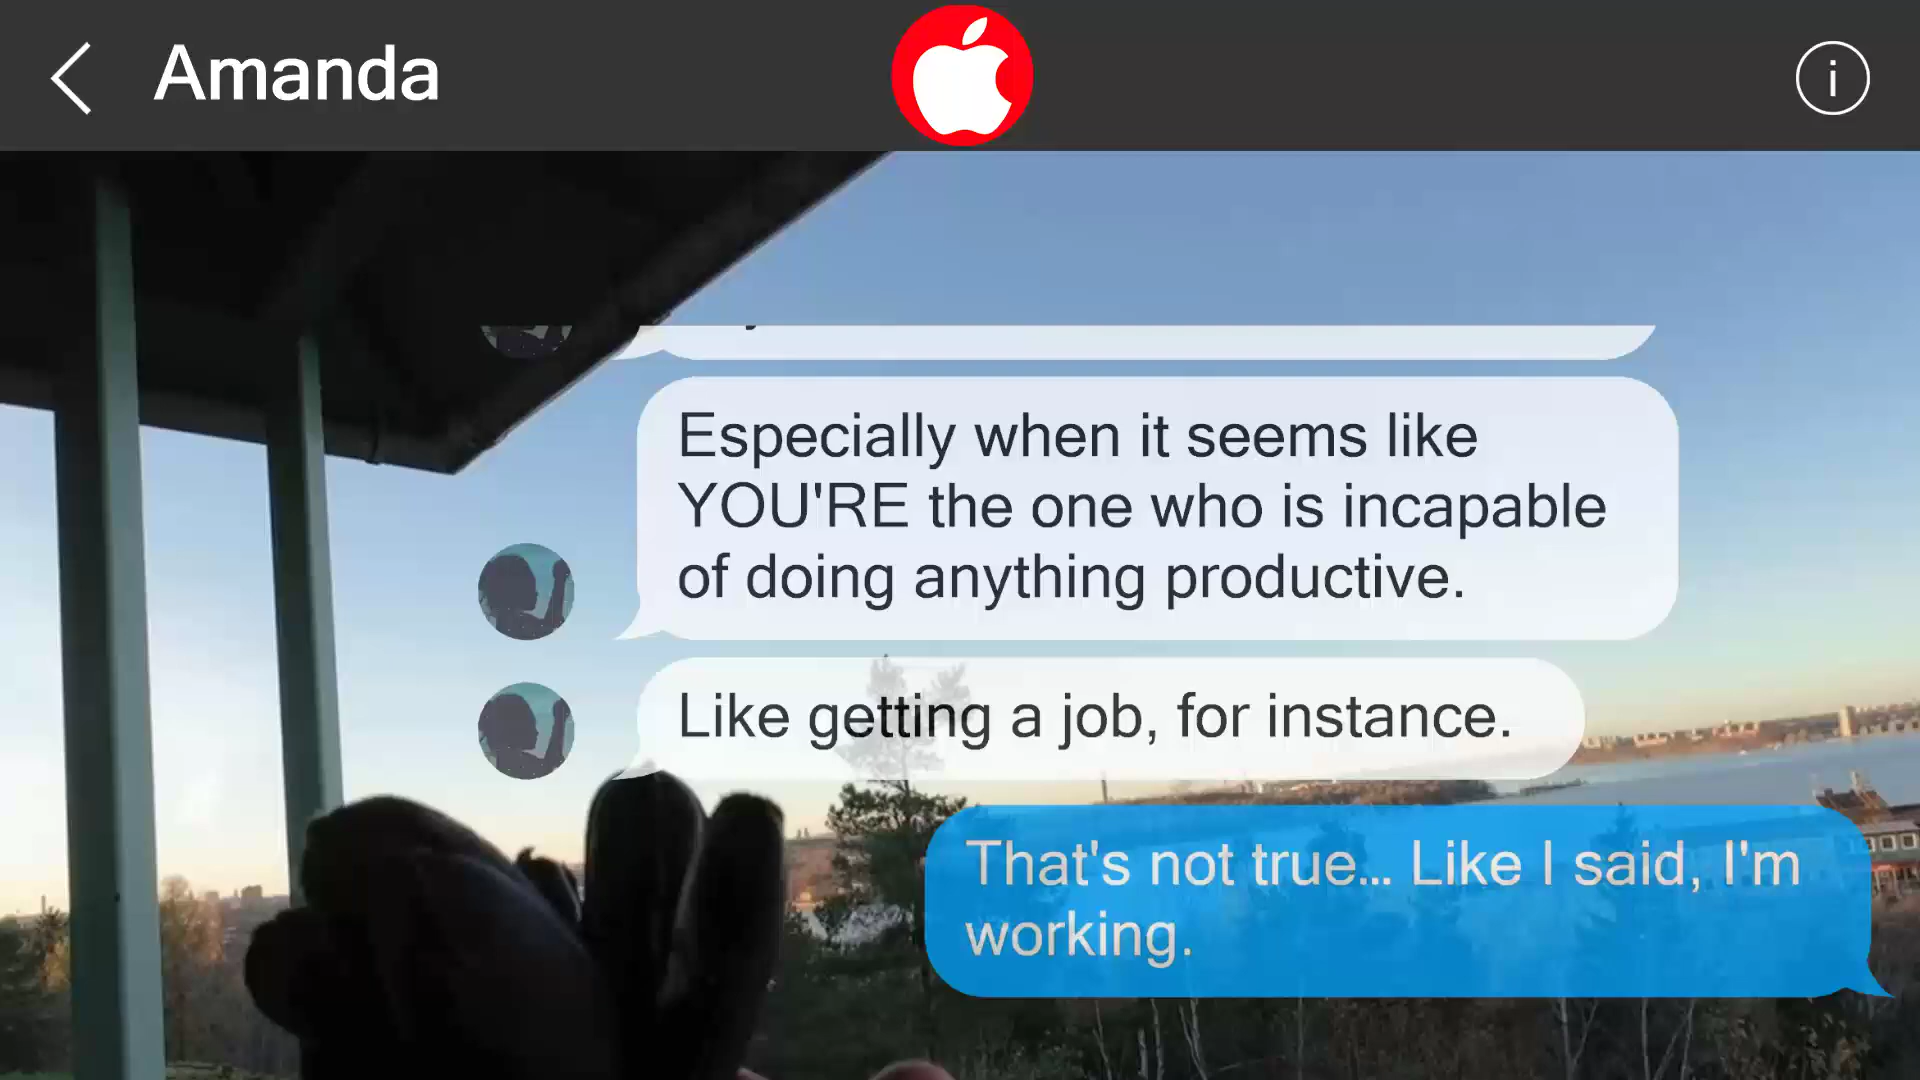 Amanda
Especially when it seems like
YOU'RE the one who is incapable
of doing anything productive.
Like getting a job, for instance.
That's not true... Like I said, I'm
working.